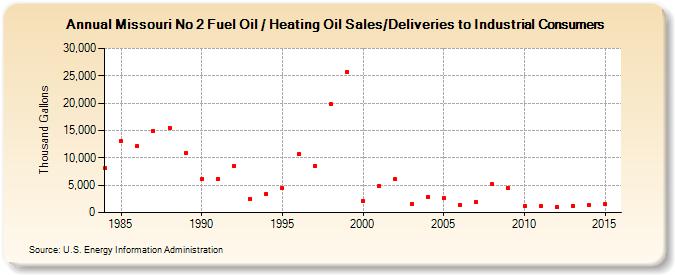 Annual Missouri No 2 Fuel Oil / Heating Oil Sales/Deliveries to Industrial Consumers
Thousand Gallons
30,000
25,000
20,000
15,000
10,000
5,000
0
1985 1990 1995 2000 2005 2010 2015
Source: U.S. Energy Information Administration